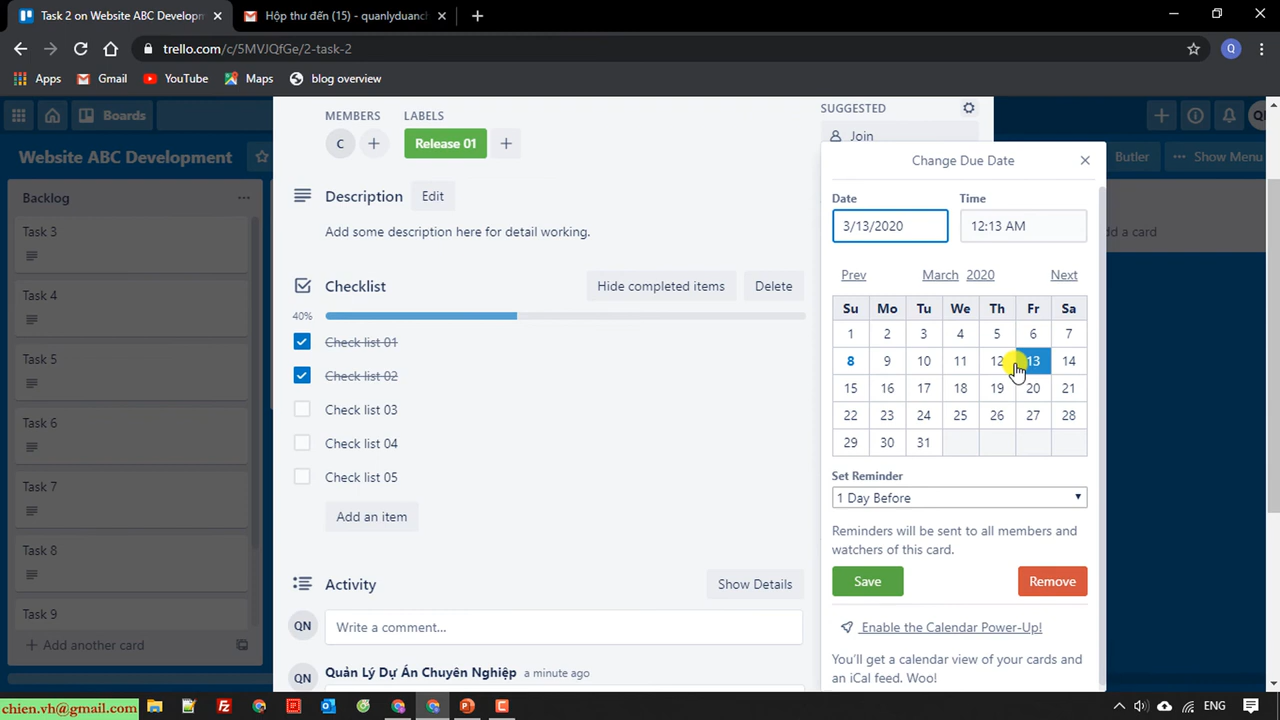 Task 2 on Website ABC Developm
Hộp thư đến (15) - quanlyduanch
trello.com/c/5MVJQfGe/2-task-2
Q
Apps
Gmail
YouTube
Maps
blog overview
Boards
Website ABC Development
Butler
Show Menu
Backlog
Task 3
Task 4
Task 5
Task 6
Task 7
Task 8
Task 9
Add another card
d a card
MEMBERS
LABELS
C
Release 01
Description
Edit
Add some description here for detail working.
Checklist
Hide completed items
Delete
40%
Check list 01
Check list 02
Check list 03
Check list 04
Check list 05
Add an item
Activity
Show Details
QN
Write a comment…
QN
Quản Lý Dự Án Chuyên Nghiệp a minute ago
SUGGESTED
Join
Change Due Date
Date
Time
3/13/2020
12:13 AM
Prev
March 2020
Next
Su Mo Tu We Th Fr Sa
1 2 3 4 5 6 7
8 9 10 11 12 13 14
15 16 17 18 19 20 21
22 23 24 25 26 27 28
29 30 31
Set Reminder
1 Day Before
Reminders will be sent to all members and
watchers of this card.
Save
Remove
Enable the Calendar Power-Up!
You’ll get a calendar view of your cards and
an iCal feed. Woo!
chien.vh@gmail.com
ENG